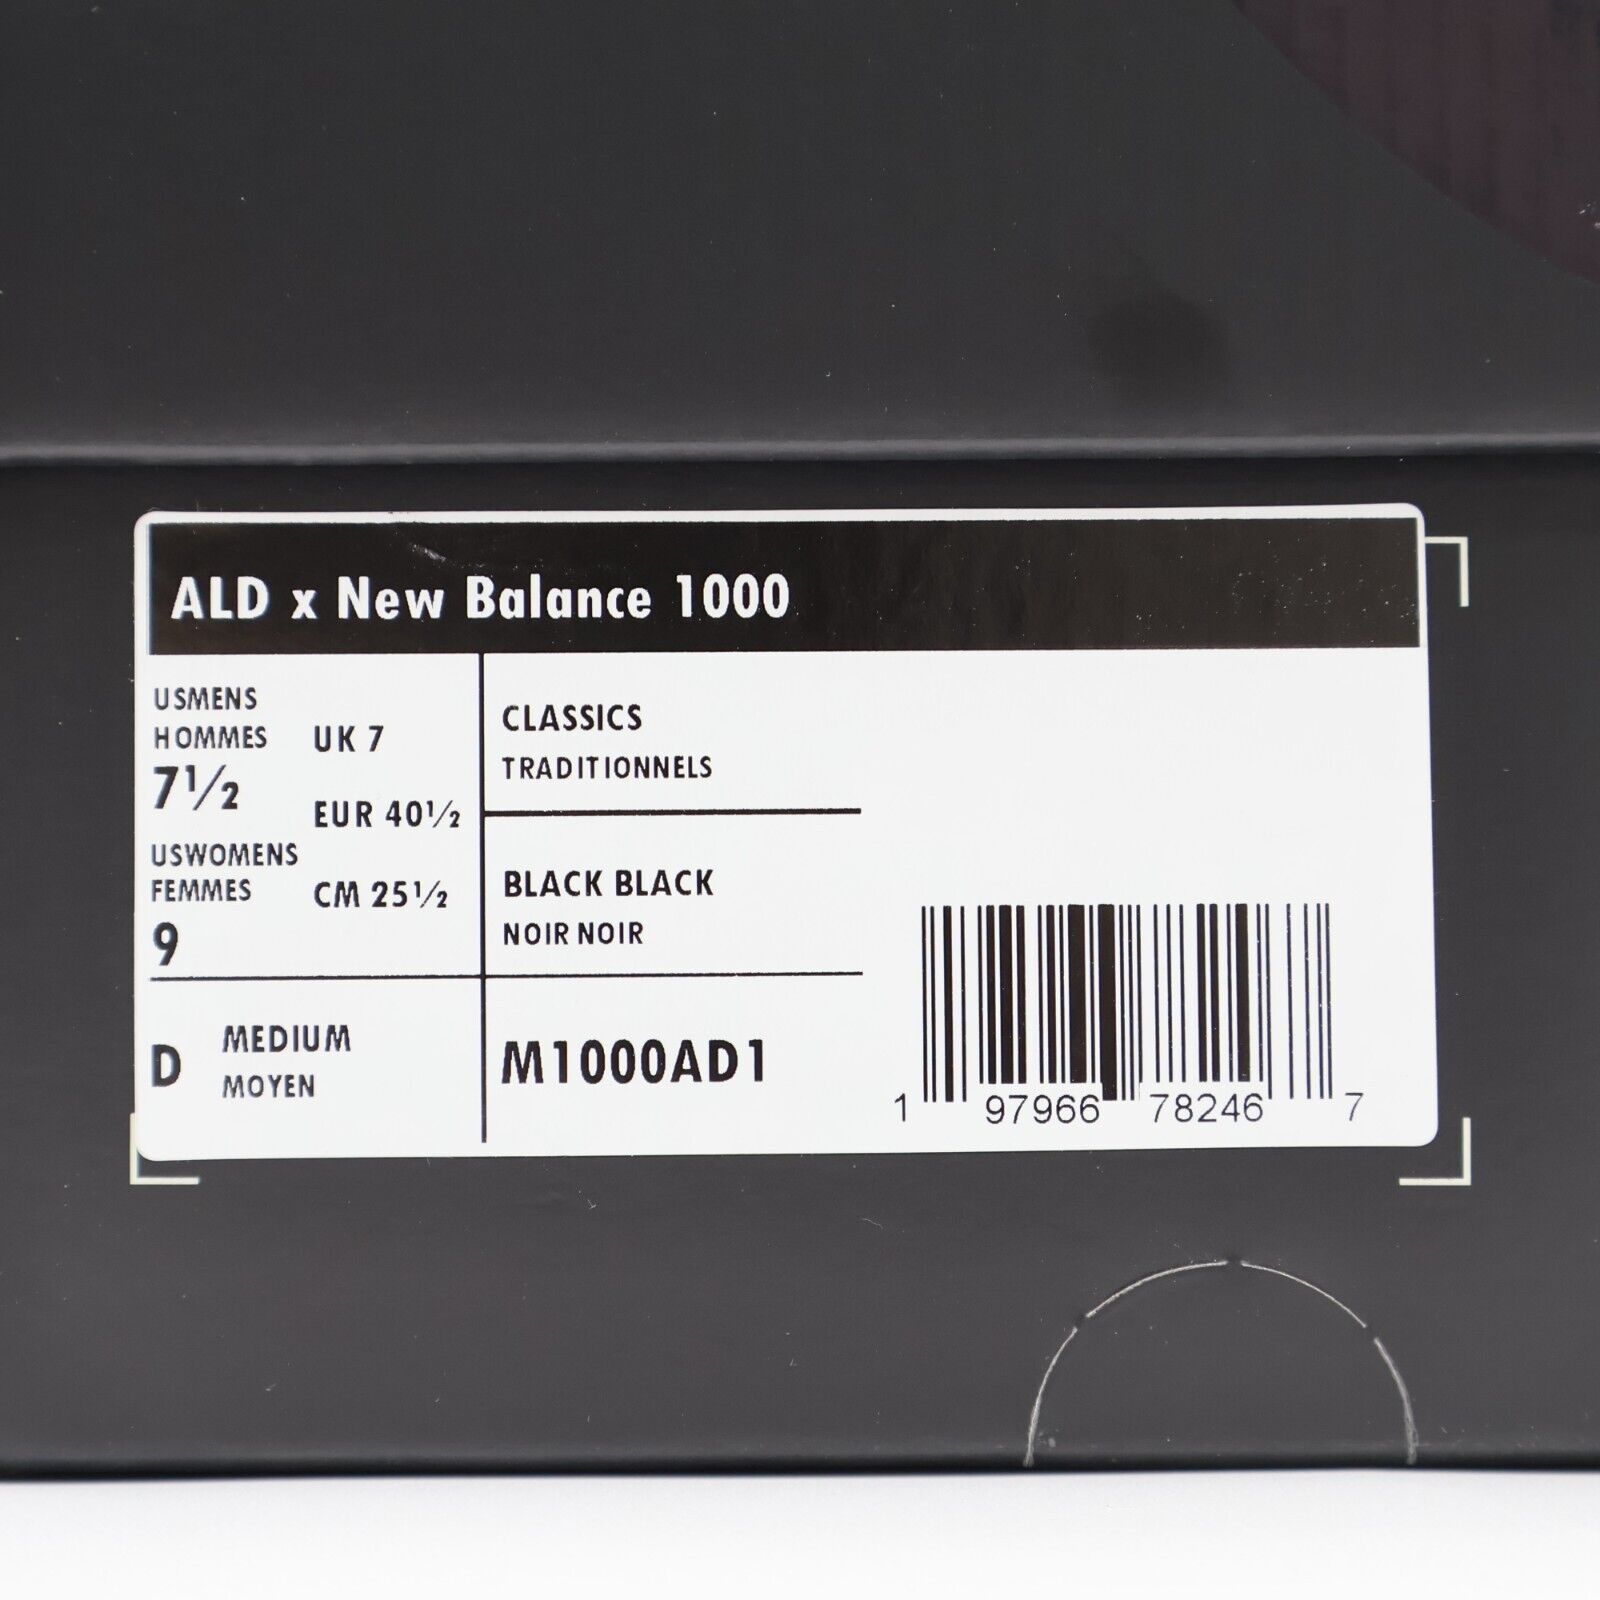 ALD x New Balance 1000
USMENS
HOMMES
7½
UK 7
EUR 40½
USWOMENS
FEMMES
CM 25½
9
CLASSICS
TRADITIONNELS
BLACK BLACK
NOIR NOIR
D
MEDIUM
MOYEN
M1000AD1
1 97966 78246 7